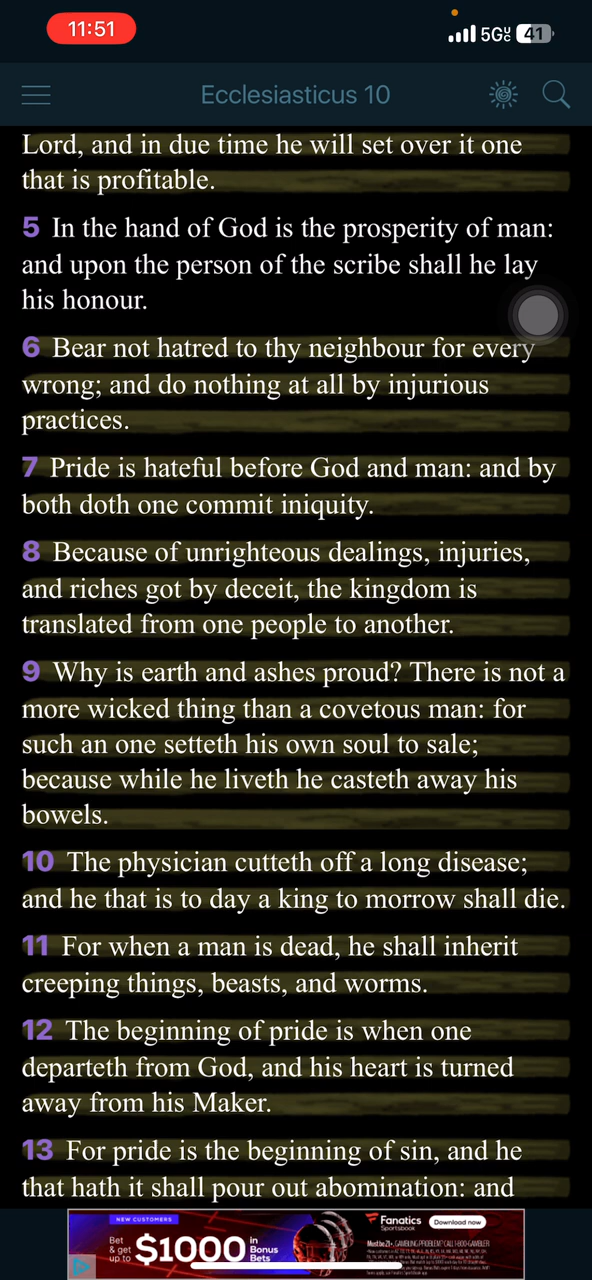 11:51
5G
41
Ecclesiasticus 10
Lord, and in due time he will set over it one
that is profitable.
5 In the hand of God is the prosperity of man:
and upon the person of the scribe shall he lay
his honour.
6 Bear not hatred to thy neighbour for every
wrong; and do nothing at all by injurious
practices.
7 Pride is hateful before God and man: and by
both doth one commit iniquity.
8 Because of unrighteous dealings, injuries,
and riches got by deceit, the kingdom is
translated from one people to another.
9 Why is earth and ashes proud? There is not a
more wicked thing than a covetous man: for
such an one setteth his own soul to sale;
because while he liveth he casteth away his
bowels.
10 The physician cutteth off a long disease;
and he that is to day a king to morrow shall die.
11 For when a man is dead, he shall inherit
creeping things, beasts, and worms.
12 The beginning of pride is when one
departeth from God, and his heart is turned
away from his Maker.
13 For pride is the beginning of sin, and he
that hath it shall pour out abomination: and
NEW CUSTOMERS
Bet
& get
up to
$1000
in
Bonus
Bets
Fanatics
Sportsbook
Download now
Must be 21+. GAMBLING PROBLEM? CALL 1-800-GAMBLER